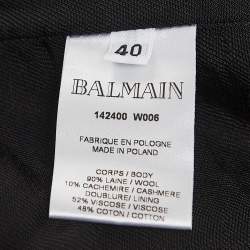 40
BALMAIN
142400 W006
FABRIQUE EN POLOGNE
MADE IN POLAND
CORPS / BODY
90% LAINE / WOOL
10% CACHEMIRE / CASHMERE
DOUBLURE/ LINING
52% VISCOSE / VISCOSE
48% COTON / COTTON